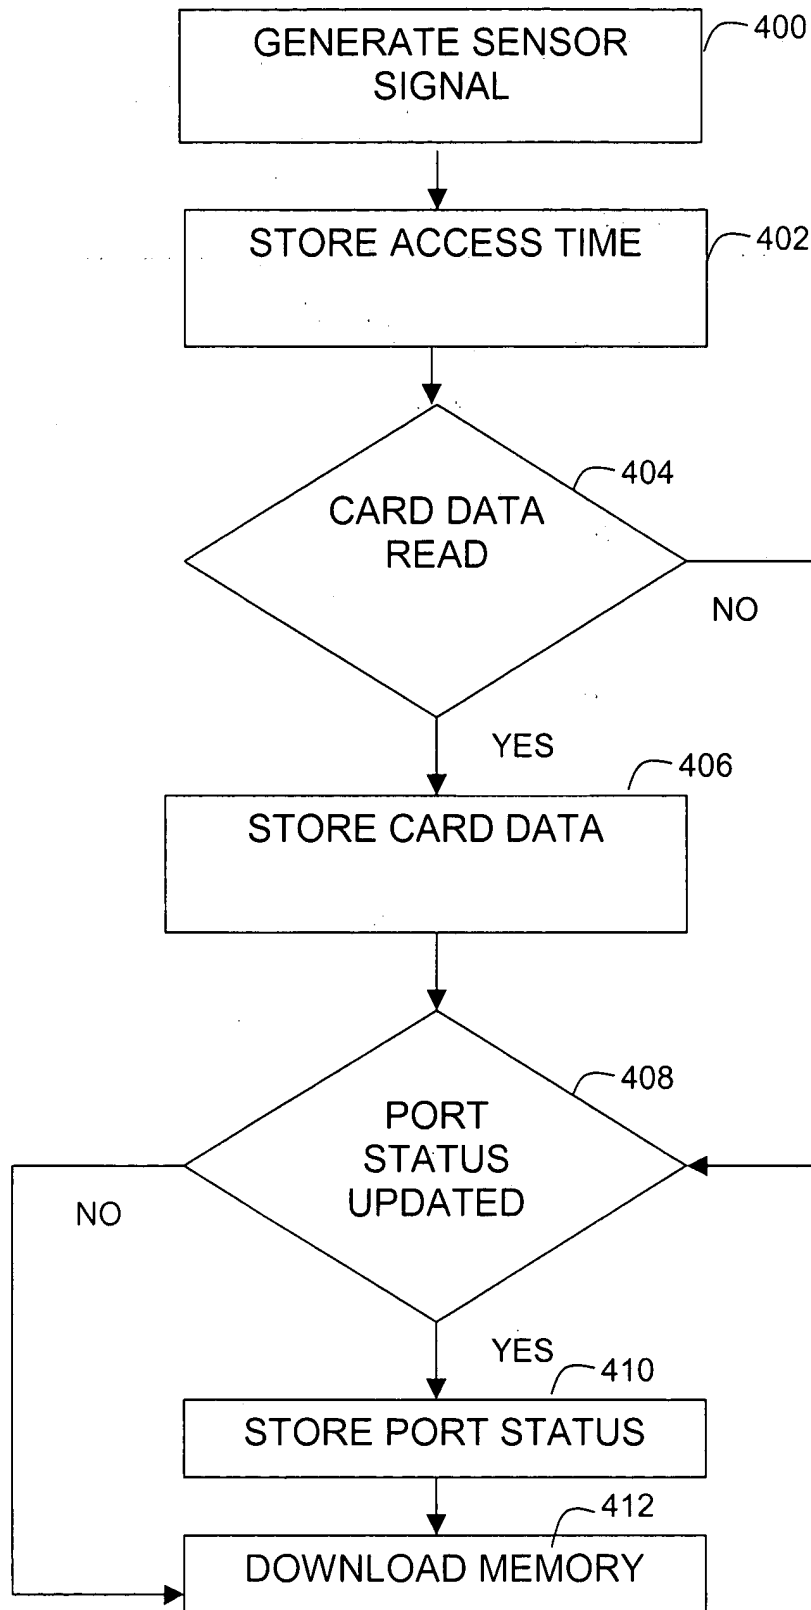 GENERATE SENSOR
SIGNAL
400
STORE ACCESS TIME
402
404
CARD DATA
READ
NO
YES
406
STORE CARD DATA
408
PORT
STATUS
UPDATED
NO
YES
410
STORE PORT STATUS
412
DOWNLOAD MEMORY